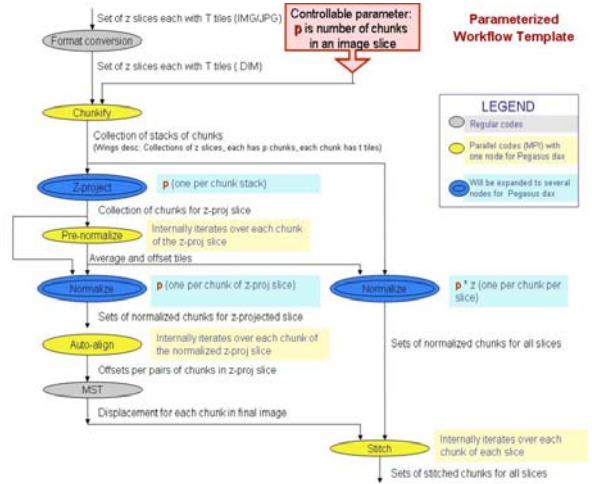 Set of z slices each with T tiles (IMG/JPG)
Controllable parameter:
p is number of chunks
in an image slice
Parameterized
Workflow Template
Format conversion
Set of z slices each with T tiles (.DIM)
Chunkify
LEGEND
Regular codes
Parallel codes (MPI) with
one node for Pegasus dax
Will be expanded to several
nodes for Pegasus dax
Collection of stacks of chunks
(Wings desc: Collections of z slices, each has p chunks, each chunk has t tiles)
Z-project
p (one per chunk stack)
Collection of chunks for z-proj slice
Pre-normalize
Internally iterates over each chunk
of the z-proj slice
Average and offset tiles
Normalize
p (one per chunk of z-proj slice)
Normalize
p * z (one per chunk per
slice)
Sets of normalized chunks for z-projected slice
Auto-align
Internally iterates over each chunk of
the normalized z-proj slice
Sets of normalized chunks for all slices
Offsets per pairs of chunks in z-proj slice
MST
Displacement for each chunk in final image
Stitch
Internally iterates over each
chunk of each slice
Sets of stitched chunks for all slices